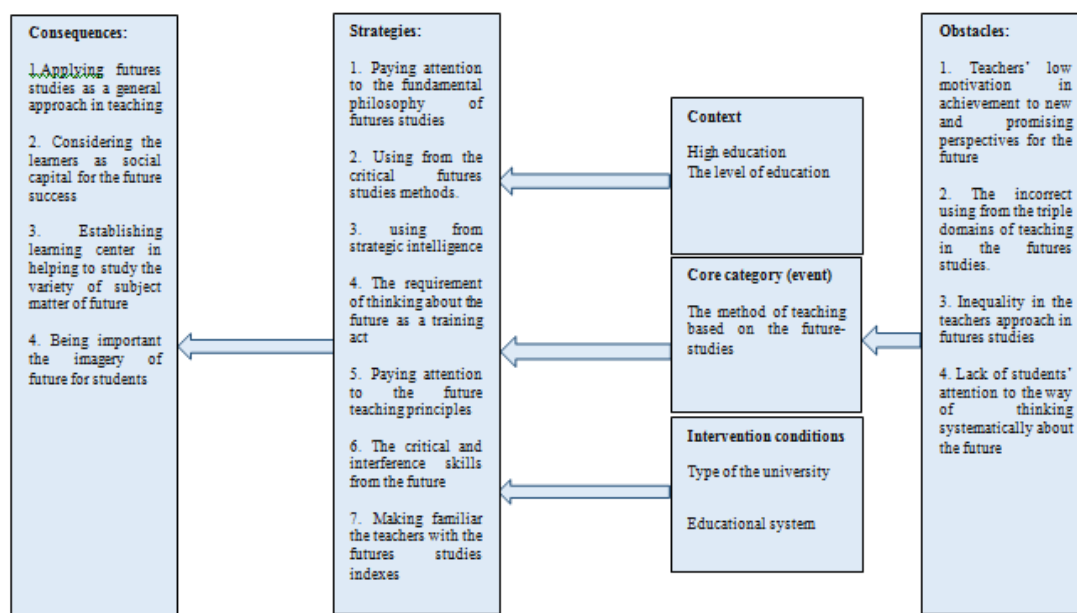 Consequences:
1.Applying futures
studies as a general
approach in teaching
2. Considering the
learners as social
capital for the future
success
3. Establishing
learning center in
helping to study the
variety of subject
matter of future
4. Being important
the imagery of
future for students
Strategies:
1. Paying attention
to the fundamental
philosophy of
futures studies
2. Using from the
critical futures
studies methods.
3. using from
strategic intelligence
4. The requirement
of thinking about the
future as a training
act
5. Paying attention
to the future
teaching principles
6. The critical and
interference skills
from the future
7. Making familiar
the teachers with the
futures studies
indexes
Context
High education
The level of education
Core category (event)
The method of teaching
based on the future-
studies
Intervention conditions
Type of the university
Educational system
Obstacles:
1. Teachers’ low
motivation in
achievement to new
and promising
perspectives for the
future
2. The incorrect
using from the triple
domains of teaching
in the futures
studies.
3. Inequality in the
teachers approach in
futures studies
4. Lack of students’
attention to the way
of thinking
systematically about
the future